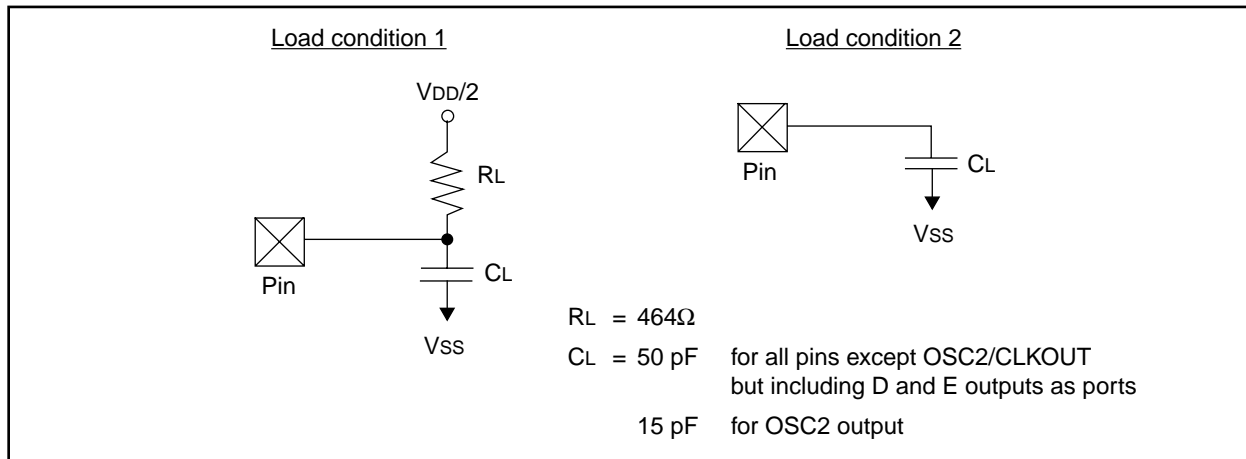 Load condition 1
VDD/2
RL
Pin
CL
VSS
Load condition 2
Pin
CL
VSS
RL = 464Ω
CL = 50 pF for all pins except OSC2/CLKOUT
but including D and E outputs as ports
15 pF for OSC2 output